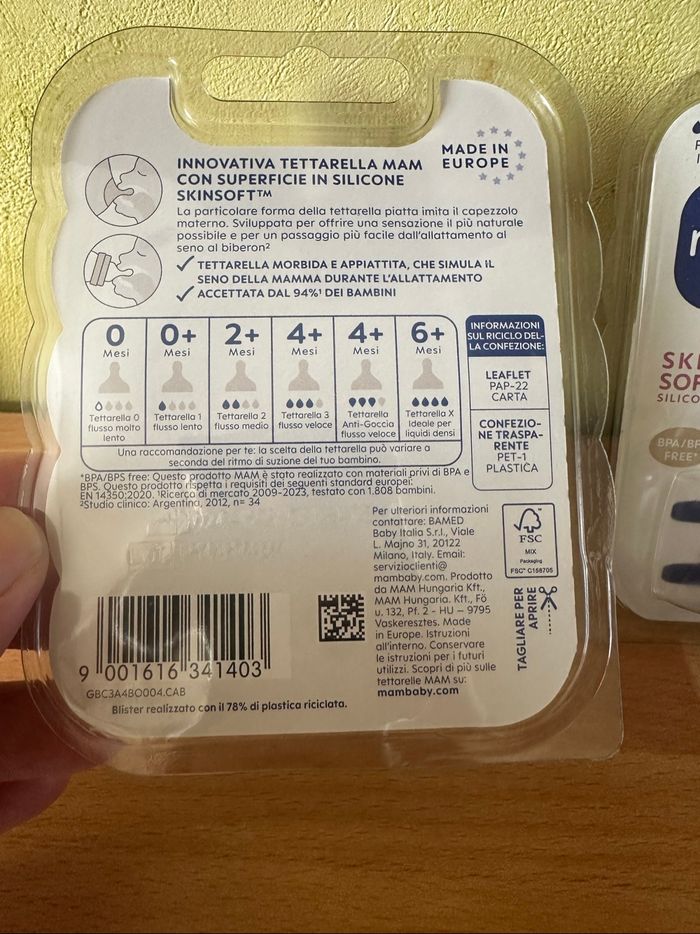 INNOVATIVA TETTARELLA MAM
CON SUPERFICIE IN SILICONE
SKINSOFT™
MADE IN
EUROPE
La particolare forma della tettarella piatta imita il capezzolo
materno. Sviluppata per offrire una sensazione il più naturale
possibile e per un passaggio più facile dall'allattamento al
seno al biberon²
✓ TETTARELLA MORBIDA E APPIATTITA, CHE SIMULA IL
SENO DELLA MAMMA DURANTE L'ALLATTAMENTO
✓ ACCETTATA DAL 94%¹ DEI BAMBINI
0
Mesi
Tettarella 0
flusso molto
lento
0+
Mesi
Tettarella 1
flusso lento
2+
Mesi
Tettarella 2
flusso medio
4+
Mesi
Tettarella 3
flusso veloce
4+
Mesi
Tettarella
Anti-Goccia
flusso veloce
6+
Mesi
Tettarella X
Ideale per
liquidi densi
Una raccomandazione per te: la scelta della tettarella può variare a
seconda del ritmo di suzione del tuo bambino.
INFORMAZIONI
SUL RICICLO DEL-
LA CONFEZIONE:
LEAFLET
PAP-22
CARTA
CONFEZIO-
NE TRASPA-
RENTE
PET-1
PLASTICA
*BPA/BPS free: Questo prodotto MAM è stato realizzato con materiali privi di BPA e
BPS. Questo prodotto rispetta i requisiti dei seguenti standard europei:
EN 14350:2020. ¹Ricerca di mercato 2009-2023, testato con 1.808 bambini.
²Studio clinico: Argentina, 2012, n= 34
Per ulteriori informazioni
contattare: BAMED
Baby Italia S.r.l., Viale
L. Majno 31, 20122
Milano, Italy. Email:
servizioclienti@
mambaby.com. Prodotto
da MAM Hungaria Kft.,
MAM Hungaria. Kft., Fö
u. 132, Pf. 2 - HU – 9795
Vaskeresztes. Made
in Europe. Istruzioni
all'interno. Conservare
le istruzioni per i futuri
utilizzi. Scopri di più sulle
tettarelle MAM su:
mambaby.com
FSC
MIX
Packaging
FSC® C158705
TAGLIARE PER
APRIRE
9 001616 341403
GBC3A4BO004.CAB
Blister realizzato con il 78% di plastica riciclata.
SKI
SOF
SILICO
BPA/BP
FREE*